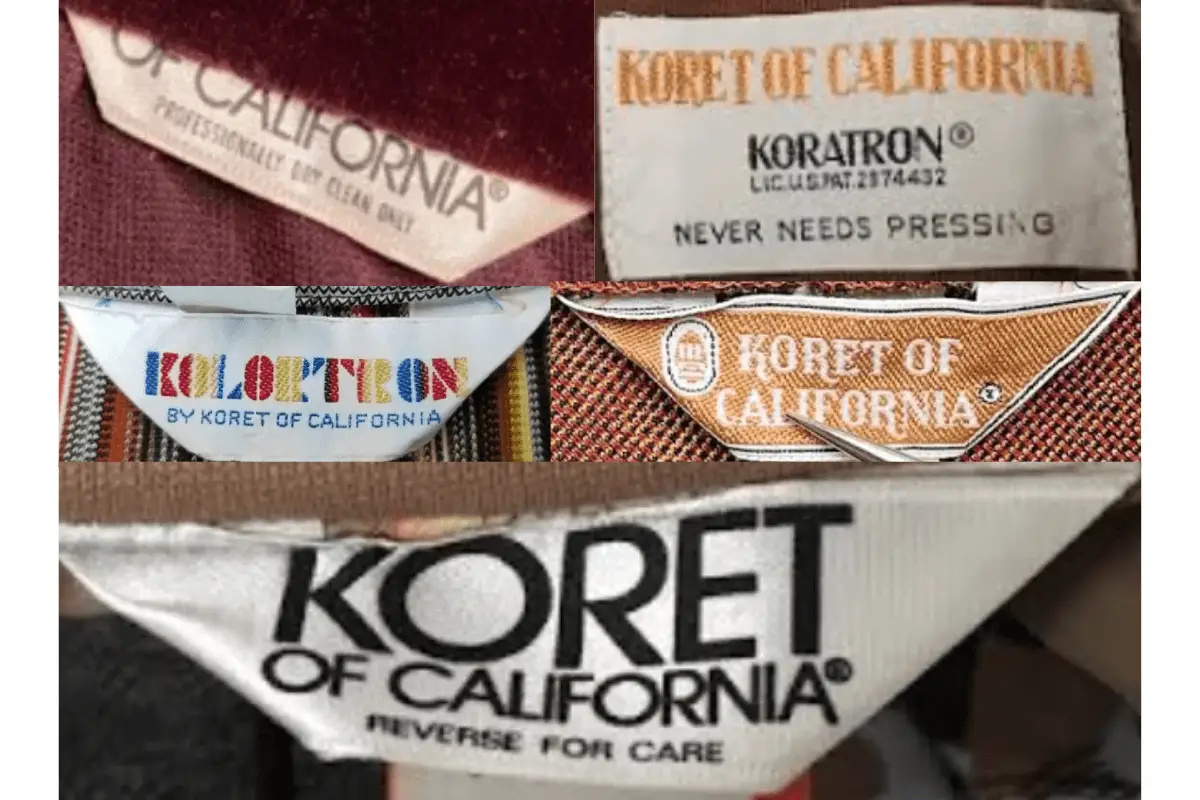 OF CALIFORNIA®
PROFESSIONALLY DRY CLEAN ONLY
KORET OF CALIFORNIA
KORATRON®
LIC.U.S.PAT.2974432
NEVER NEEDS PRESSING
KOLORTRON
BY KORET OF CALIFORNIA
KORET OF
CALIFORNIA®
KORET
OF CALIFORNIA®
REVERSE FOR CARE